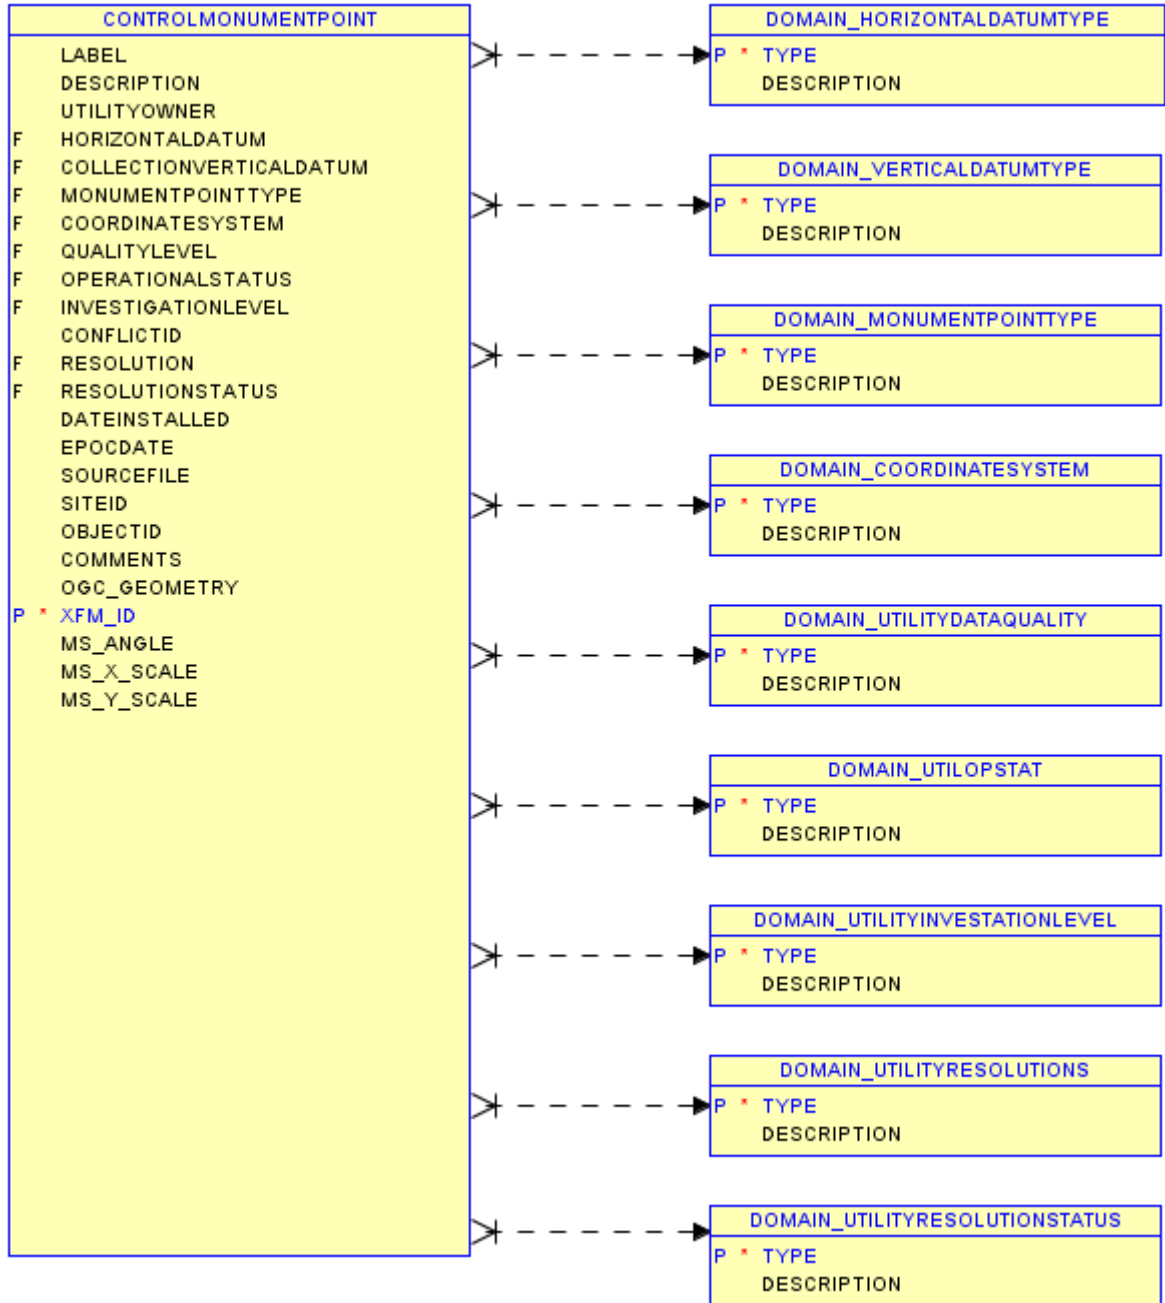 CONTROLMONUMENTPOINT
LABEL
DESCRIPTION
UTILITYOWNER
F HORIZONTALDATUM
F COLLECTIONVERTICALDATUM
F MONUMENTPOINTTYPE
F COORDINATESYSTEM
F QUALITYLEVEL
F OPERATIONALSTATUS
F INVESTIGATIONLEVEL
CONFLICTID
F RESOLUTION
F RESOLUTIONSTATUS
DATEINSTALLED
EPOCDATE
SOURCEFILE
SITEID
OBJECTID
COMMENTS
OGC_GEOMETRY
P * XFM_ID
MS_ANGLE
MS_X_SCALE
MS_Y_SCALE
DOMAIN_HORIZONTALDATUMTYPE
P * TYPE
DESCRIPTION
DOMAIN_VERTICALDATUMTYPE
P * TYPE
DESCRIPTION
DOMAIN_MONUMENTPOINTTYPE
P * TYPE
DESCRIPTION
DOMAIN_COORDINATESYSTEM
P * TYPE
DESCRIPTION
DOMAIN_UTILITYDATAQUALITY
P * TYPE
DESCRIPTION
DOMAIN_UTILOPSTAT
P * TYPE
DESCRIPTION
DOMAIN_UTILITYINVESTATIONLEVEL
P * TYPE
DESCRIPTION
DOMAIN_UTILITYRESOLUTIONS
P * TYPE
DESCRIPTION
DOMAIN_UTILITYRESOLUTIONSTATUS
P * TYPE
DESCRIPTION